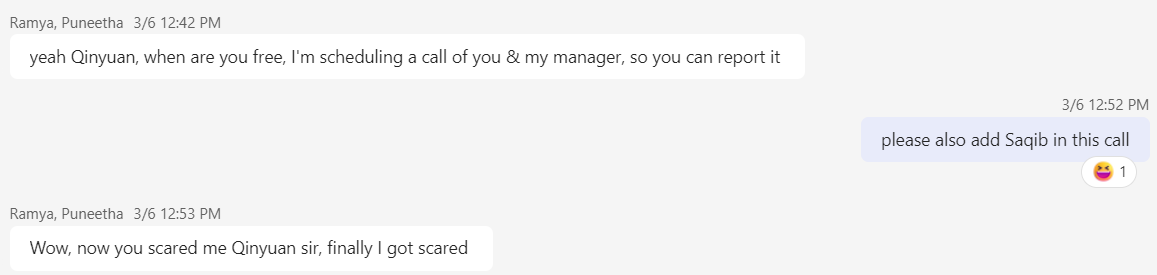 Ramya, Puneetha 3/6 12:42 PM
yeah Qinyuan, when are you free, I'm scheduling a call of you & my manager, so you can report it
3/6 12:52 PM
please also add Saqib in this call
1
Ramya, Puneetha 3/6 12:53 PM
Wow, now you scared me Qinyuan sir, finally I got scared